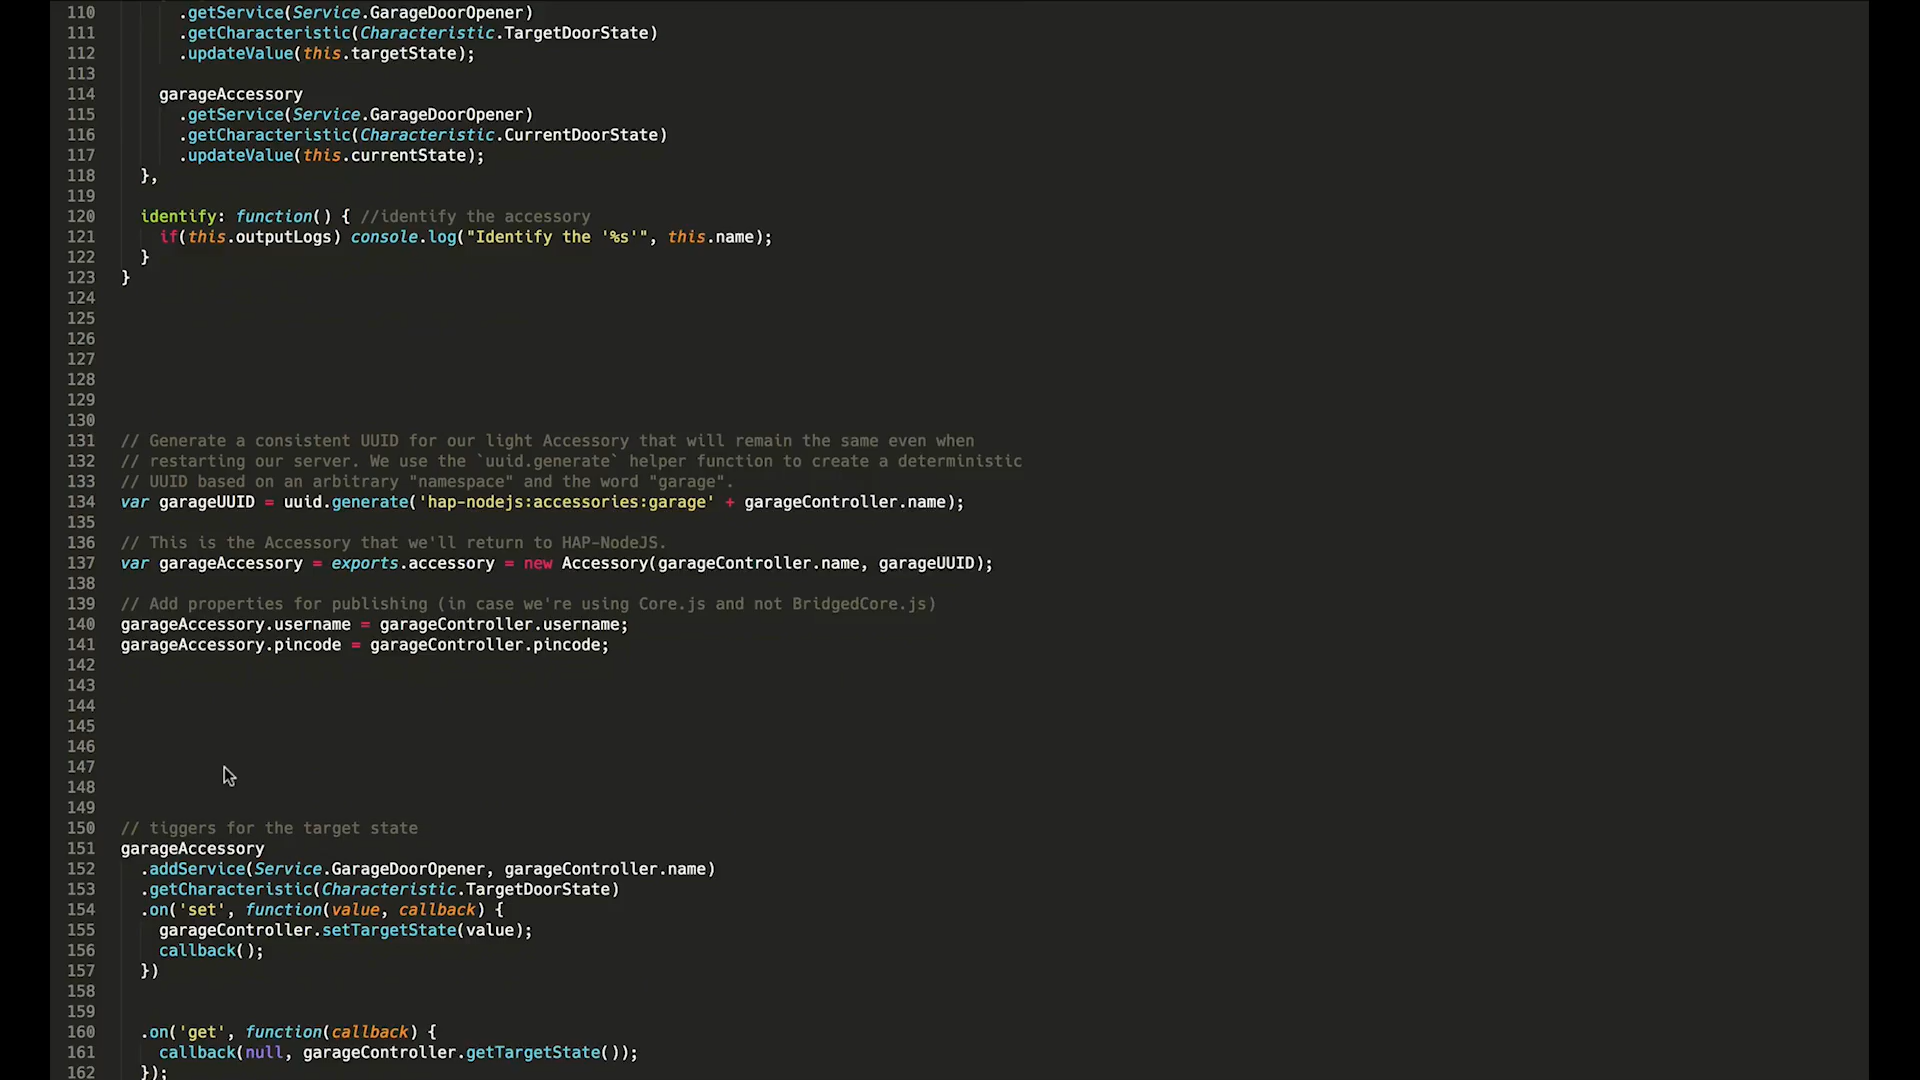 110 .getService(Service.GarageDoorOpener)
111 .getCharacteristic(Characteristic.TargetDoorState)
112 .updateValue(this.targetState);
113
114 garageAccessory
115 .getService(Service.GarageDoorOpener)
116 .getCharacteristic(Characteristic.CurrentDoorState)
117 .updateValue(this.currentState);
118 },
119
120 identify: function() { //identify the accessory
121 if(this.outputLogs) console.log("Identify the '%s'", this.name);
122 }
123 }
124
125
126
127
128
129
130
131 // Generate a consistent UUID for our light Accessory that will remain the same even when
132 // restarting our server. We use the `uuid.generate` helper function to create a deterministic
133 // UUID based on an arbitrary "namespace" and the word "garage".
134 var garageUUID = uuid.generate('hap-nodejs:accessories:garage' + garageController.name);
135
136 // This is the Accessory that we'll return to HAP-NodeJS.
137 var garageAccessory = exports.accessory = new Accessory(garageController.name, garageUUID);
138
139 // Add properties for publishing (in case we're using Core.js and not BridgedCore.js)
140 garageAccessory.username = garageController.username;
141 garageAccessory.pincode = garageController.pincode;
142
143
144
145
146
147
148
149
150 // tiggers for the target state
151 garageAccessory
152 .addService(Service.GarageDoorOpener, garageController.name)
153 .getCharacteristic(Characteristic.TargetDoorState)
154 .on('set', function(value, callback) {
155 garageController.setTargetState(value);
156 callback();
157 })
158
159
160 .on('get', function(callback) {
161 callback(null, garageController.getTargetState());
162 });